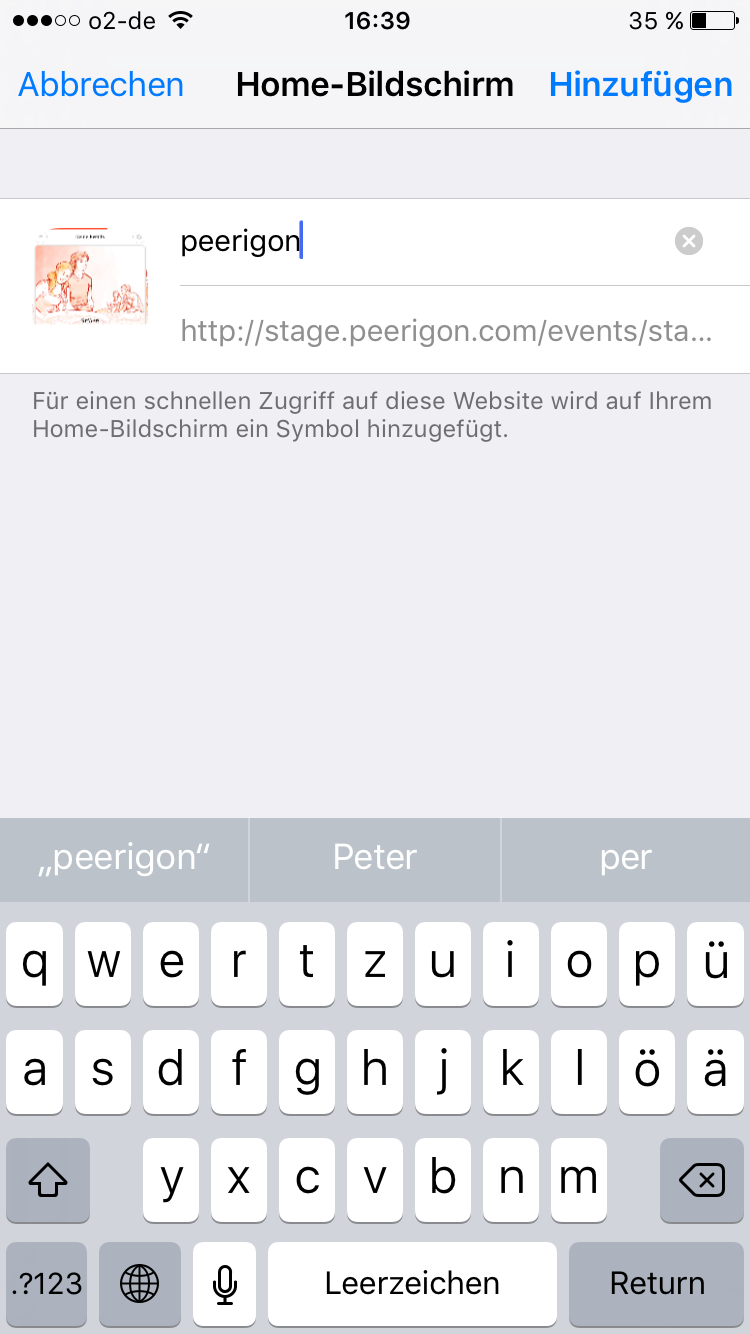 o2-de 16:39 35 %
Abbrechen Home-Bildschirm Hinzufügen
peerigon
http://stage.peerigon.com/events/sta...
Für einen schnellen Zugriff auf diese Website wird auf Ihrem
Home-Bildschirm ein Symbol hinzugefügt.
„peerigon“ Peter per
q w e r t z u i o p ü
a s d f g h j k l ö ä
y x c v b n m
.?123 Leerzeichen Return